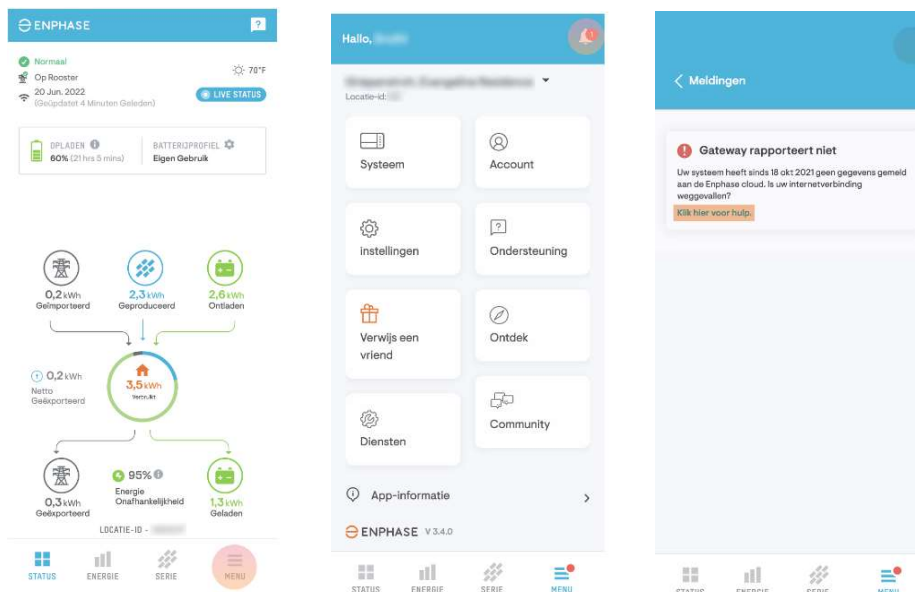 ENPHASE
?
Normaal
Op Rooster
70°F
20 Jun. 2022
(Geüpdatet 4 Minuten Geleden)
LIVE STATUS
OPLADEN
60% (21 hrs 5 mins)
BATTERIJPROFIEL
Eigen Gebruik
0,2 kWh
Geïmporteerd
2,3 kWh
Geproduceerd
2,6 kWh
Ontladen
0,2 kWh
Netto
Geëxporteerd
3,5 kWh
Verbruikt
0,3 kWh
Geëxporteerd
95%
Energie
Onafhankelijkheid
1,3 kWh
Geladen
LOCATIE-ID -
STATUS
ENERGIE
SERIE
MENU
Hallo,
Locatie-id:
Systeem
Account
instellingen
Ondersteuning
Verwijs een
vriend
Ontdek
Diensten
Community
App-informatie
ENPHASE V 3.4.0
STATUS
ENERGIE
SERIE
MENU
Meldingen
Gateway rapporteert niet
Uw systeem heeft sinds 18 okt 2021 geen gegevens gemeld
aan de Enphase cloud. Is uw internetverbinding
weggevallen?
Klik hier voor hulp.
STATUS
ENERGIE
SERIE
MENU